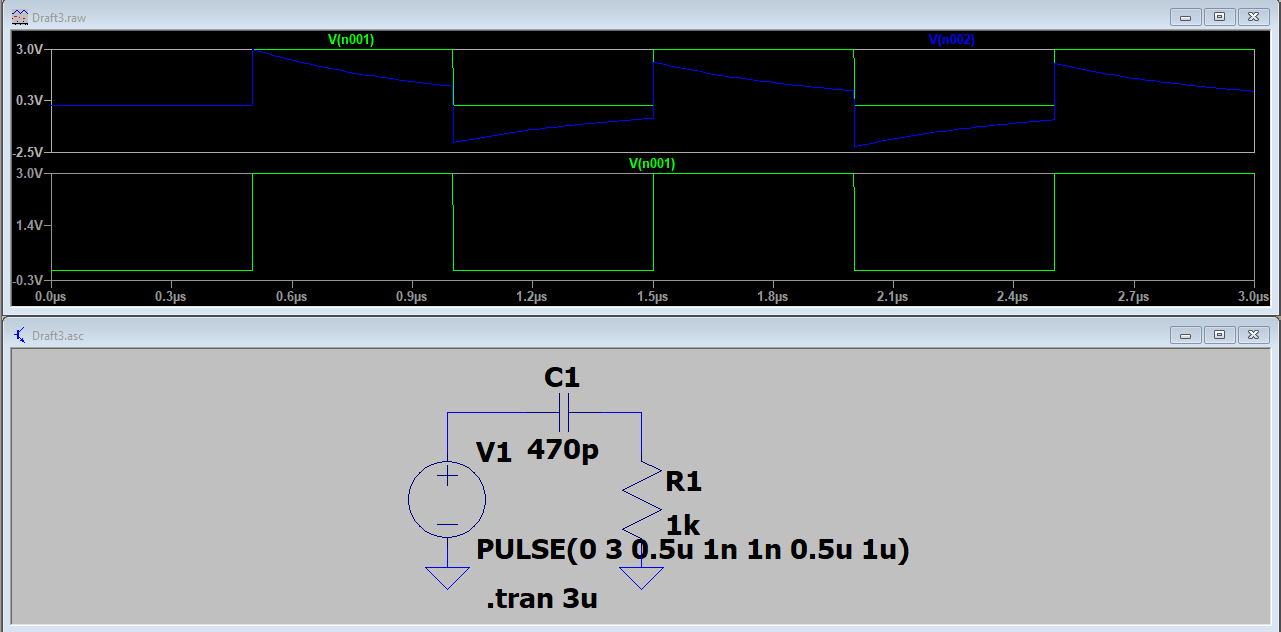 Draft3.raw
V(n001) V(n002)
3.0V
0.3V
-2.5V
V(n001)
3.0V
1.4V
-0.3V
0.0µs 0.3µs 0.6µs 0.9µs 1.2µs 1.5µs 1.8µs 2.1µs 2.4µs 2.7µs 3.0µs
Draft3.asc
C1
V1 470p
R1
1k
PULSE(0 3 0.5u 1n 1n 0.5u 1u)
.tran 3u